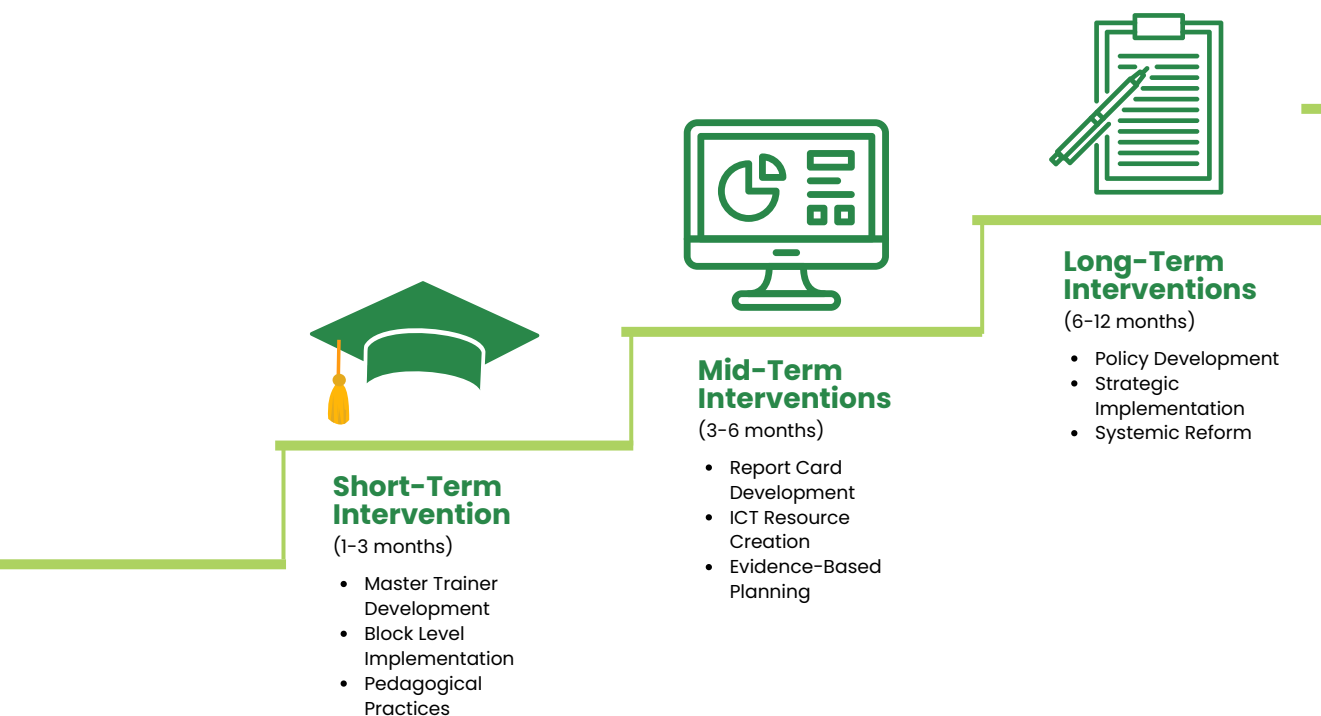 Short-Term
Intervention
(1-3 months)
• Master Trainer
Development
• Block Level
Implementation
• Pedagogical
Practices
Mid-Term
Interventions
(3-6 months)
• Report Card
Development
• ICT Resource
Creation
• Evidence-Based
Planning
Long-Term
Interventions
(6-12 months)
• Policy Development
• Strategic
Implementation
• Systemic Reform